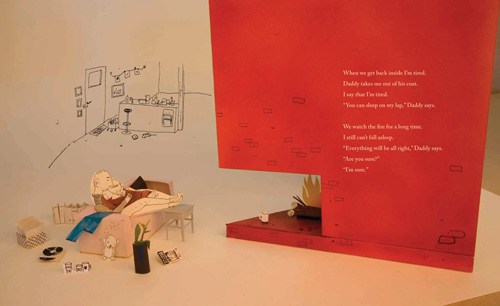 When we get back inside I'm tired.
Daddy takes me out of his coat.
I say that I'm tired.
"You can sleep on my lap," Daddy says.
We watch the fire for a long time.
I still can't fall asleep.
"Everything will be all right," Daddy says.
"Are you sure?"
"I'm sure."